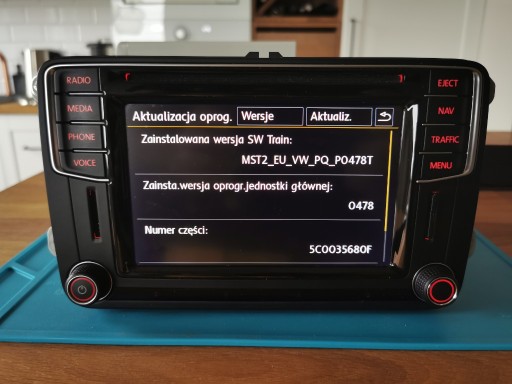 RADIO
MEDIA
PHONE
VOICE
Aktualizacja oprog.
Wersje
Aktualiz.
Zainstalowana wersja SW Train:
MST2_EU_VW_PQ_P0478T
Zainsta.wersja oprogr.jednostki głównej:
0478
Numer części:
5C0035680F
EJECT
NAV
TRAFFIC
MENU